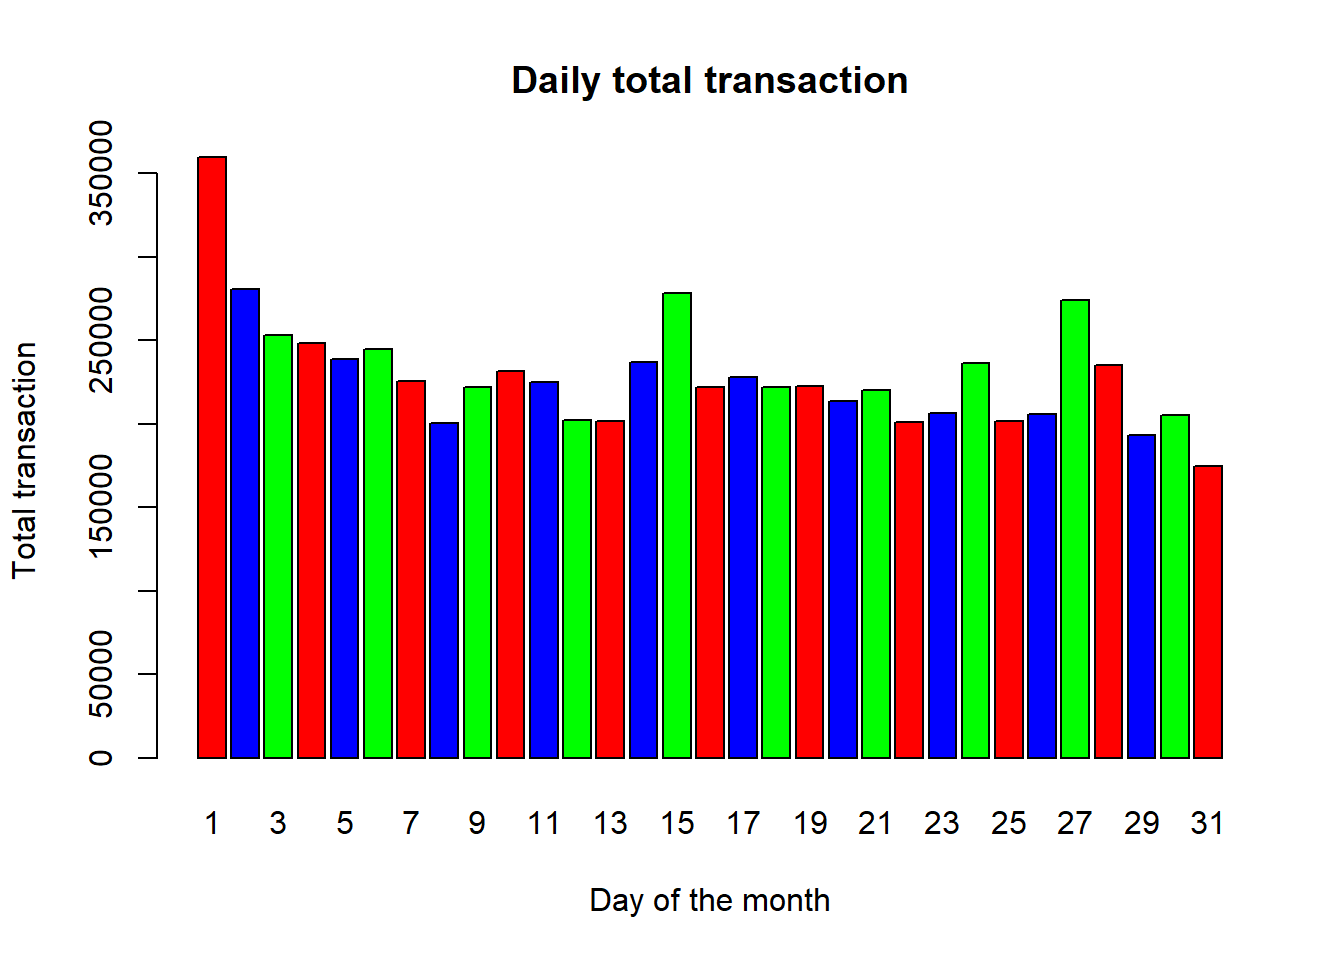 Daily total transaction
350000
250000
150000
50000
0
Total transaction
1 3 5 7 9 11 13 15 17 19 21 23 25 27 29 31
Day of the month